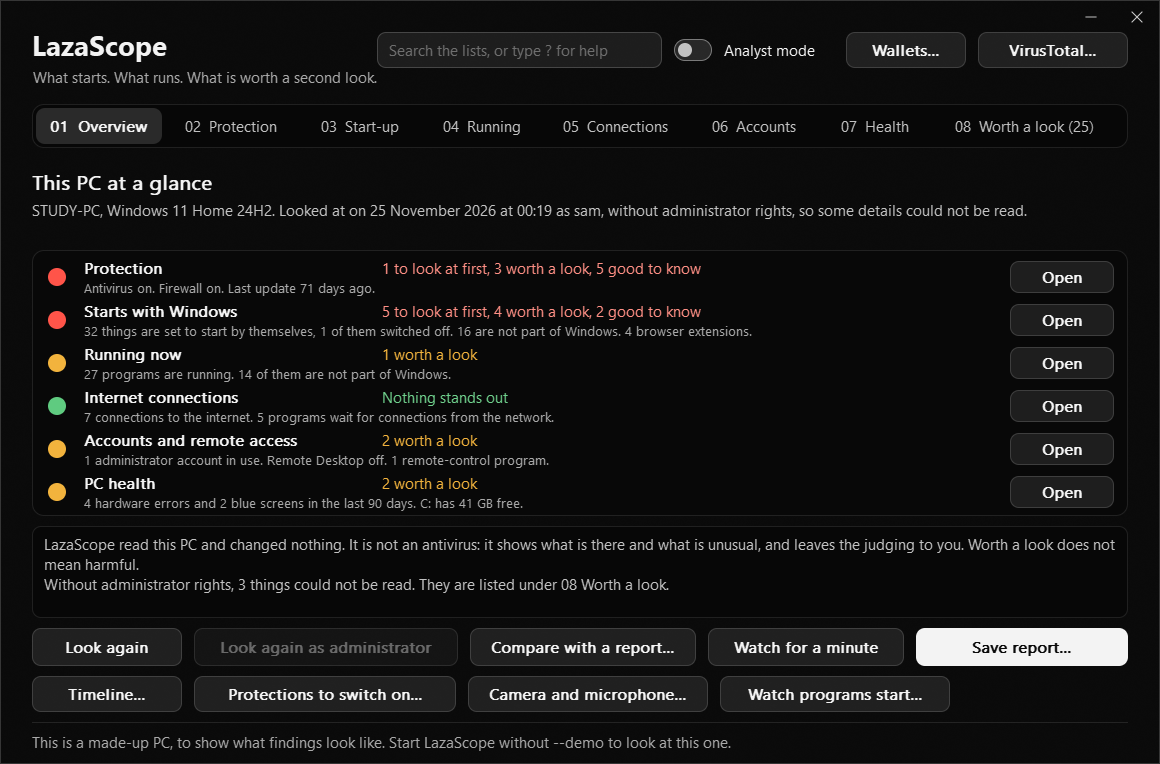 LazaScope
What starts. What runs. What is worth a second look.
Search the lists, or type ? for help
Analyst mode
Wallets...
VirusTotal...
01 Overview
02 Protection
03 Start-up
04 Running
05 Connections
06 Accounts
07 Health
08 Worth a look (25)
This PC at a glance
STUDY-PC, Windows 11 Home 24H2. Looked at on 25 November 2026 at 00:19 as sam, without administrator rights, so some details could not be read.
Protection
1 to look at first, 3 worth a look, 5 good to know
Antivirus on. Firewall on. Last update 71 days ago.
Open
Starts with Windows
5 to look at first, 4 worth a look, 2 good to know
32 things are set to start by themselves, 1 of them switched off. 16 are not part of Windows. 4 browser extensions.
Open
Running now
1 worth a look
27 programs are running. 14 of them are not part of Windows.
Open
Internet connections
Nothing stands out
7 connections to the internet. 5 programs wait for connections from the network.
Open
Accounts and remote access
2 worth a look
1 administrator account in use. Remote Desktop off. 1 remote-control program.
Open
PC health
2 worth a look
4 hardware errors and 2 blue screens in the last 90 days. C: has 41 GB free.
Open
LazaScope read this PC and changed nothing. It is not an antivirus: it shows what is there and what is unusual, and leaves the judging to you. Worth a look does not
mean harmful.
Without administrator rights, 3 things could not be read. They are listed under 08 Worth a look.
Look again
Look again as administrator
Compare with a report...
Watch for a minute
Save report...
Timeline...
Protections to switch on...
Camera and microphone...
Watch programs start...
This is a made-up PC, to show what findings look like. Start LazaScope without --demo to look at this one.